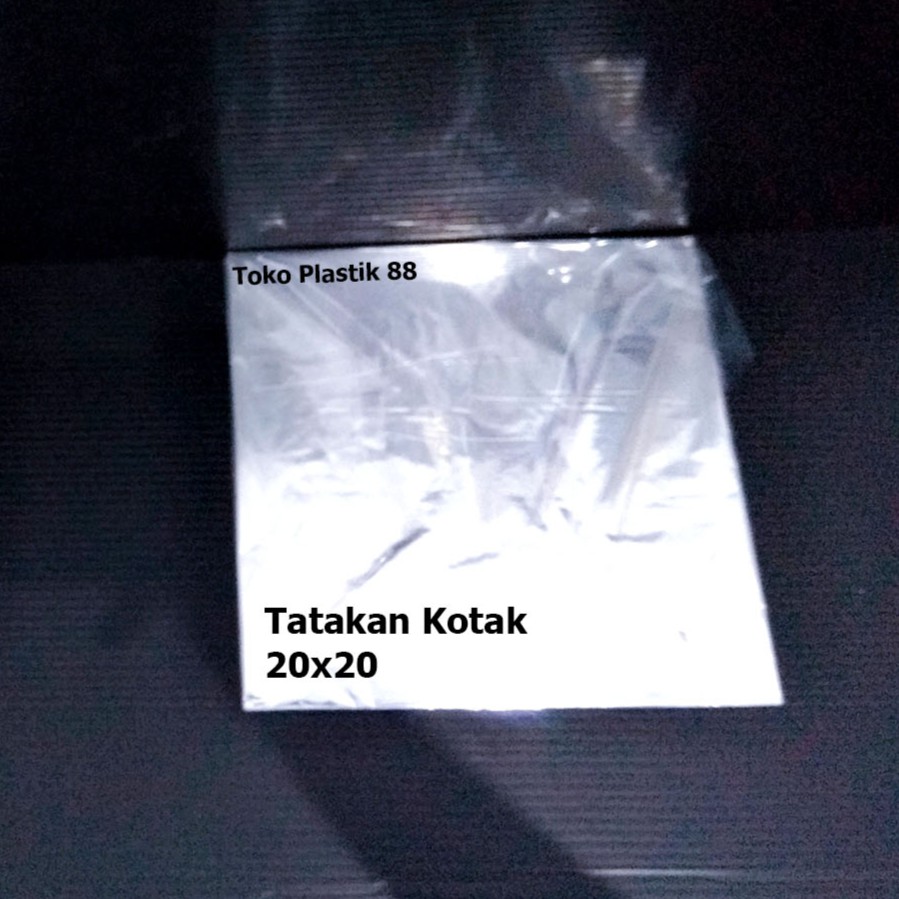 Toko Plastik 88
Tatakan Kotak
20x20